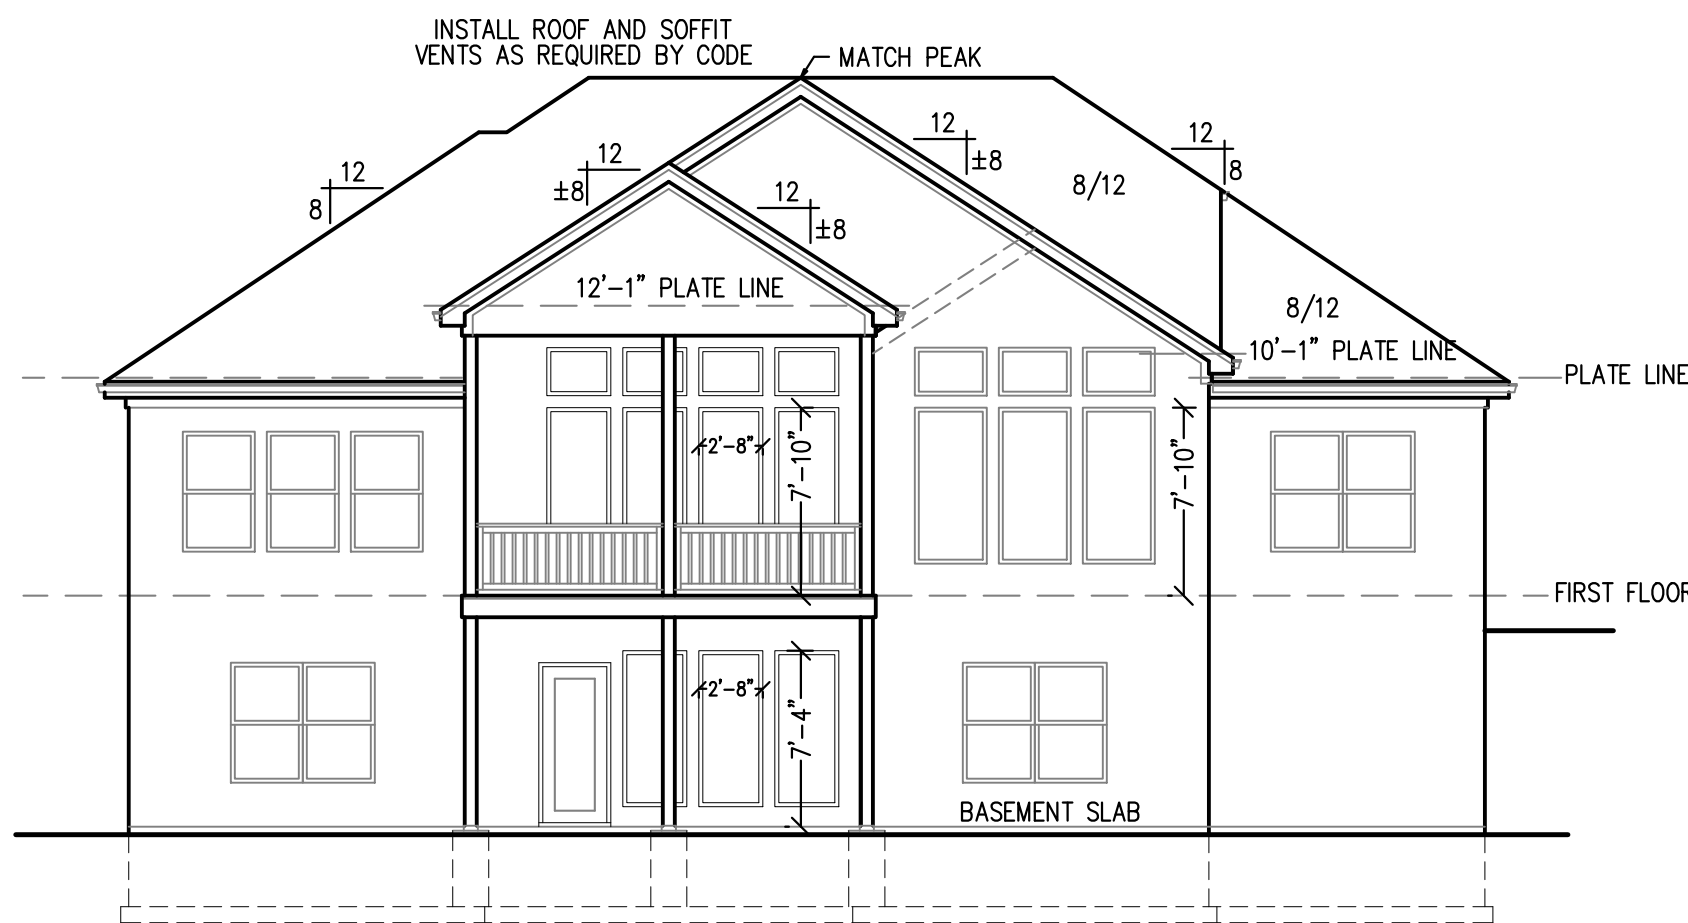 INSTALL ROOF AND SOFFIT
VENTS AS REQUIRED BY CODE
MATCH PEAK
12
8
12
±8
12
±8
12
±8
12
8
8/12
8/12
12'-1" PLATE LINE
10'-1" PLATE LINE
PLATE LINE
2'-8"
7'-10"
7'-10"
FIRST FLOOR
2'-8"
7'-4"
BASEMENT SLAB